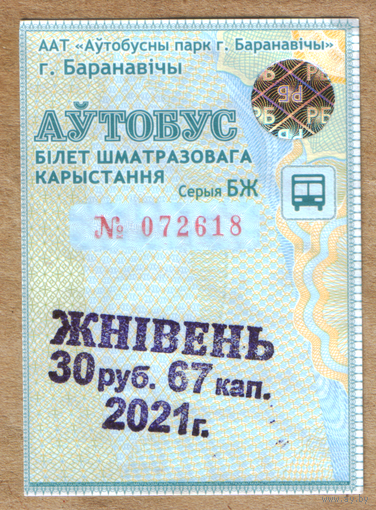 ААТ «Аўтобусны парк г. Баранавічы»
г. Баранавічы
АЎТОБУС
БІЛЕТ ШМАТРАЗОВАГА
КАРЫСТАННЯ
Серыя БЖ
№ 072618
ЖНІВЕНЬ
30 руб. 67 кап.
2021г.
РБ